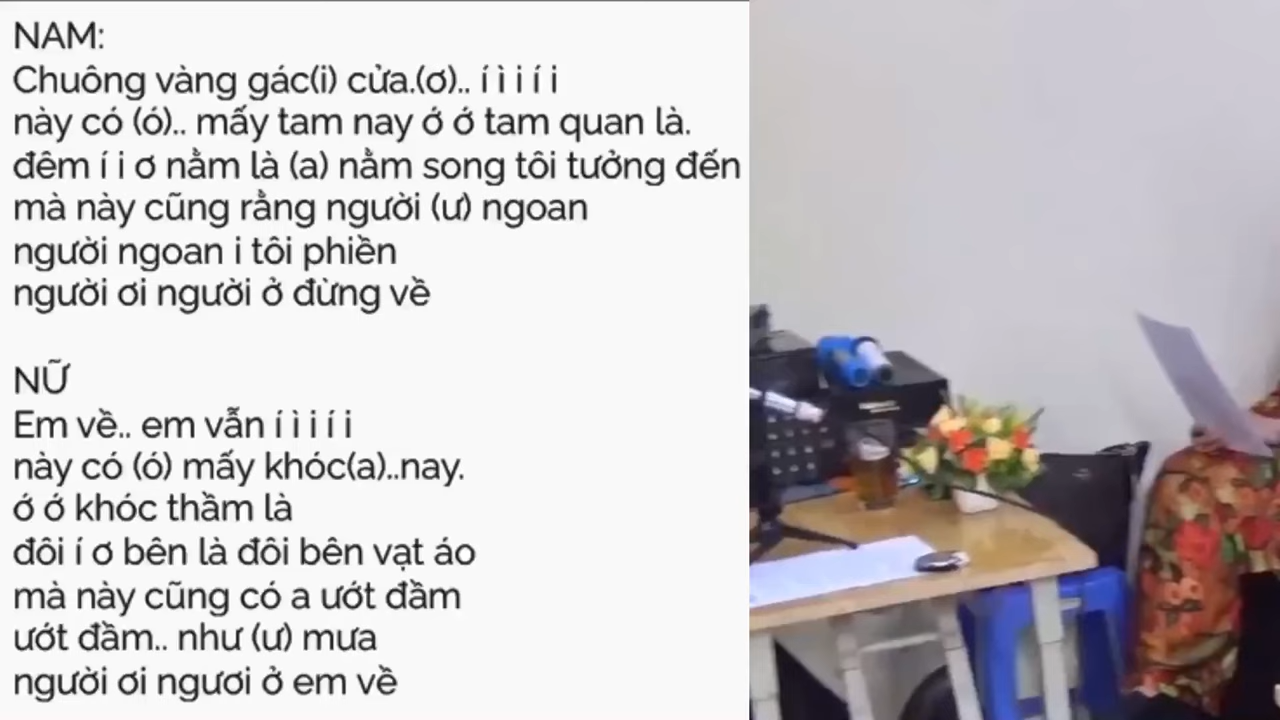 NAM:
Chuông vàng gác(i) cửa.(ơ).. í ì i í i
này có (ó).. mấy tam nay ớ ớ tam quan là.
đêm í i ơ nằm là (a) nằm song tôi tưởng đến
mà này cũng rằng người (ư) ngoan
người ngoan i tôi phiền
người ơi người ở đừng về
NỮ
Em về.. em vẫn í ì i í i
này có (ó) mấy khóc(a)..nay.
ớ ớ khóc thầm là
đôi í ơ bên là đôi bên vạt áo
mà này cũng có a ướt đầm
ướt đầm.. như (ư) mưa
người ơi ngươi ở em về